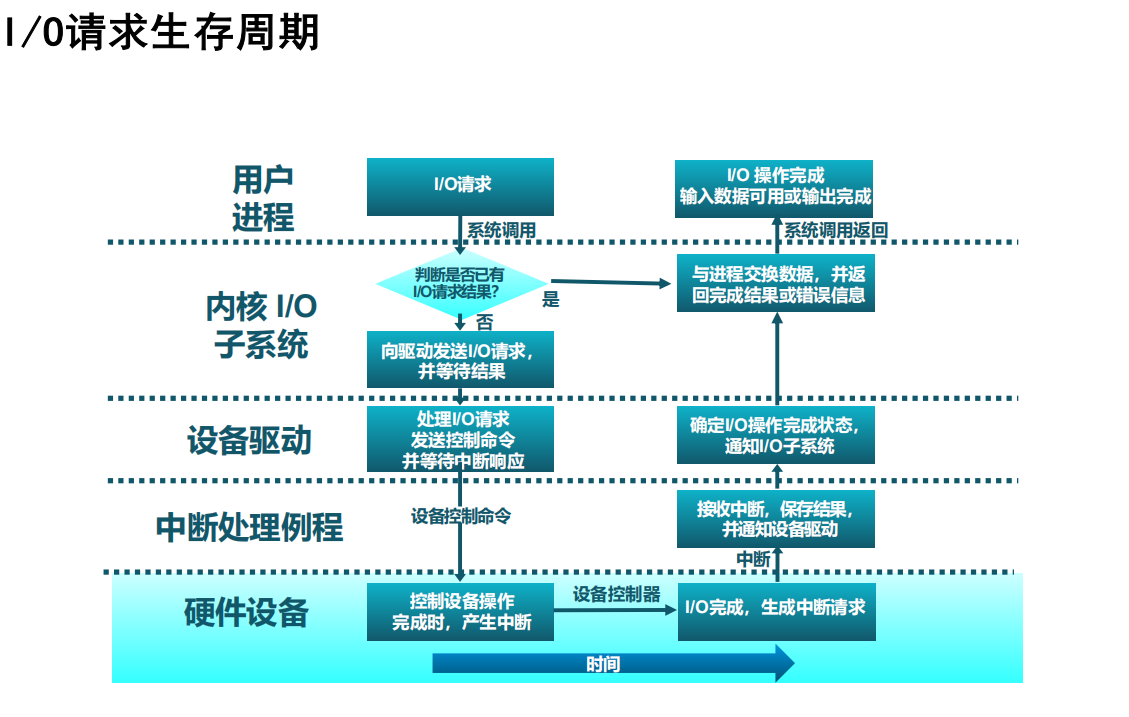 I/O请求生存周期
用户
进程
I/O请求
I/O 操作完成
输入数据可用或输出完成
系统调用
系统调用返回
内核 I/O
子系统
判断是否已有
I/O请求结果?
是
否
与进程交换数据，并返
回完成结果或错误信息
向驱动发送I/O请求，
并等待结果
设备驱动
处理I/O请求
发送控制命令
并等待中断响应
确定I/O操作完成状态，
通知I/O子系统
中断处理例程
设备控制命令
接收中断，保存结果，
并通知设备驱动
中断
硬件设备
控制设备操作
完成时，产生中断
设备控制器
I/O完成，生成中断请求
时间